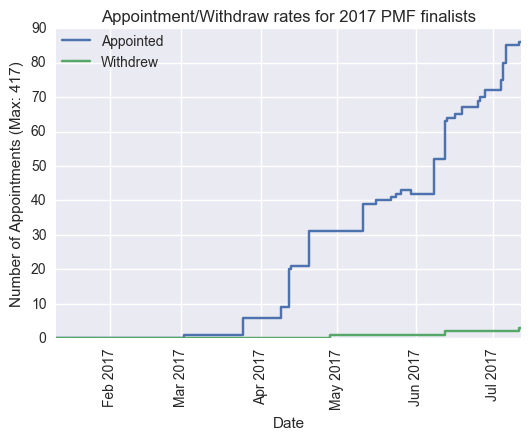 Appointment/Withdraw rates for 2017 PMF finalists
Appointed
Withdrew
Number of Appointments (Max: 417)
90
80
70
60
50
40
30
20
10
0
Feb 2017
Mar 2017
Apr 2017
May 2017
Jun 2017
Jul 2017
Date